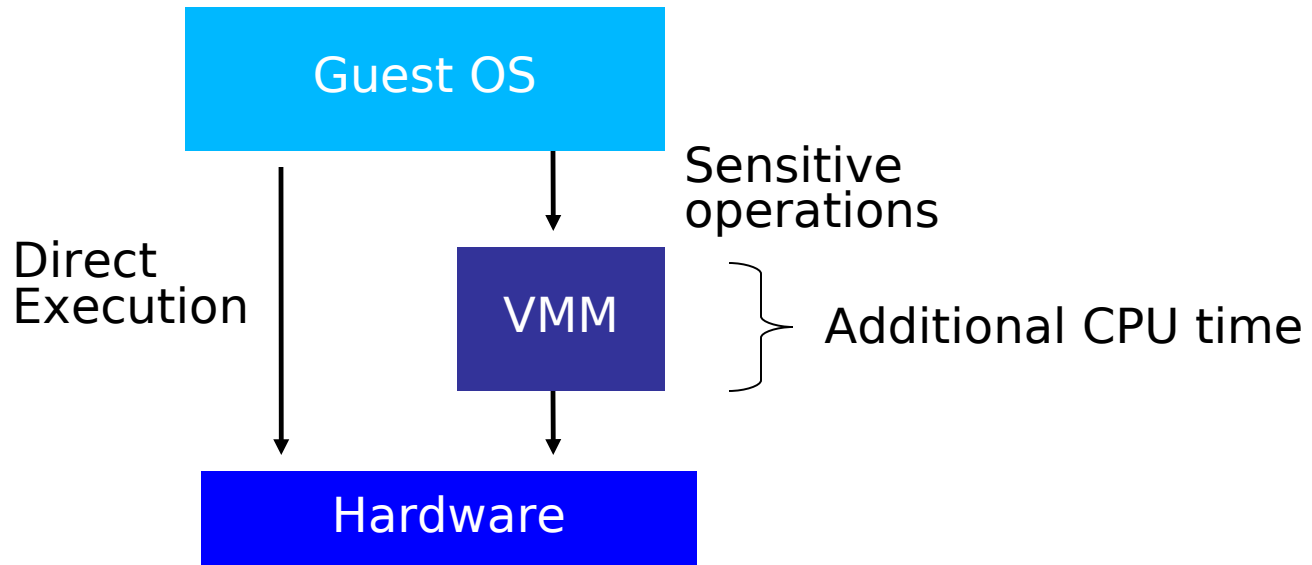 Guest OS
Sensitive
operations
Direct
Execution
VMM
Additional CPU time
Hardware